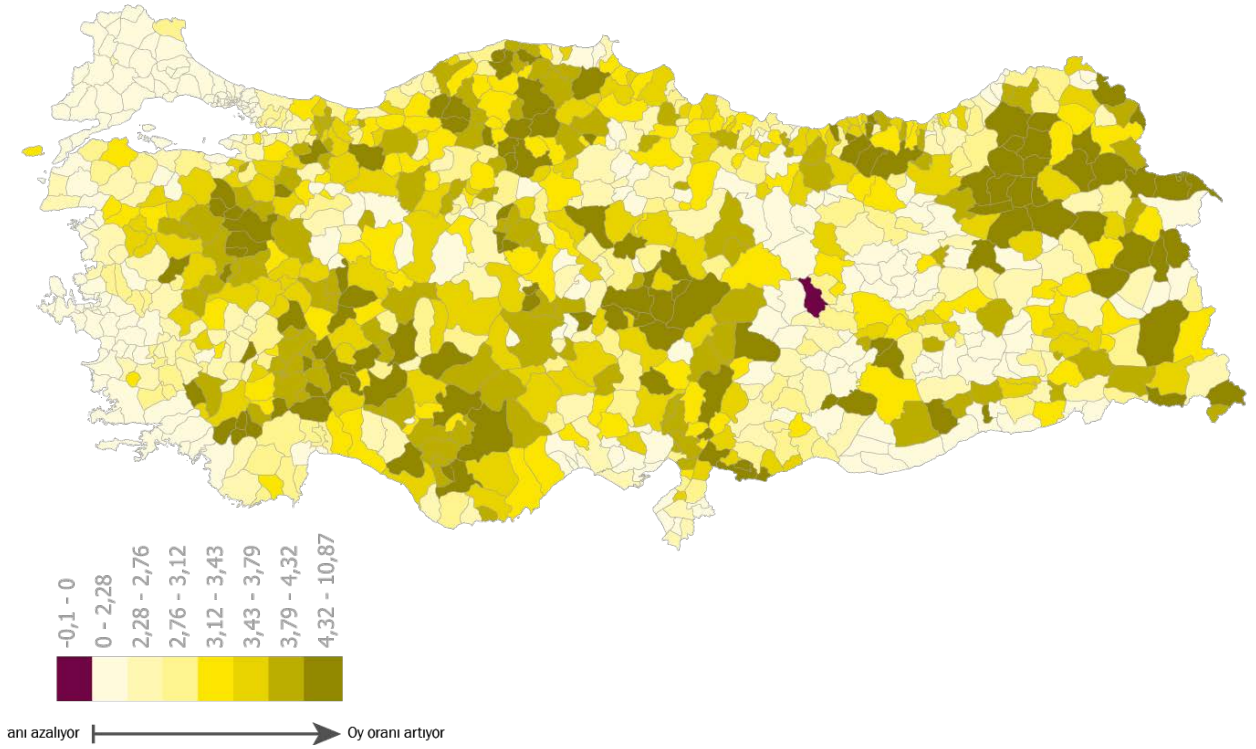 -0,1 - 0
0 - 2,28
2,28 - 2,76
2,76 - 3,12
3,12 - 3,43
3,43 - 3,79
3,79 - 4,32
4,32 - 10,87
anı azalıyor
Oy oranı artıyor